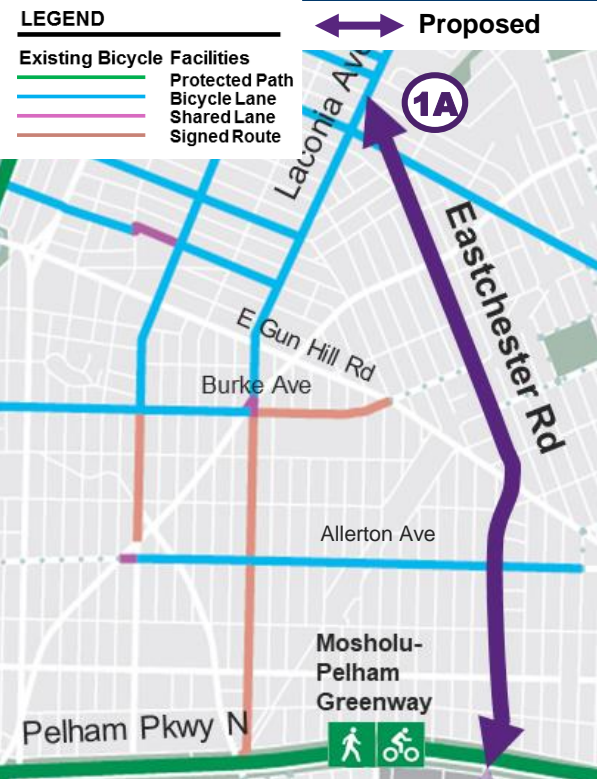 LEGEND
Existing Bicycle Facilities
Protected Path
Bicycle Lane
Shared Lane
Signed Route
Proposed
1A
Laconia Ave
Eastchester Rd
E Gun Hill Rd
Burke Ave
Allerton Ave
Mosholu-
Pelham
Greenway
Pelham Pkwy N